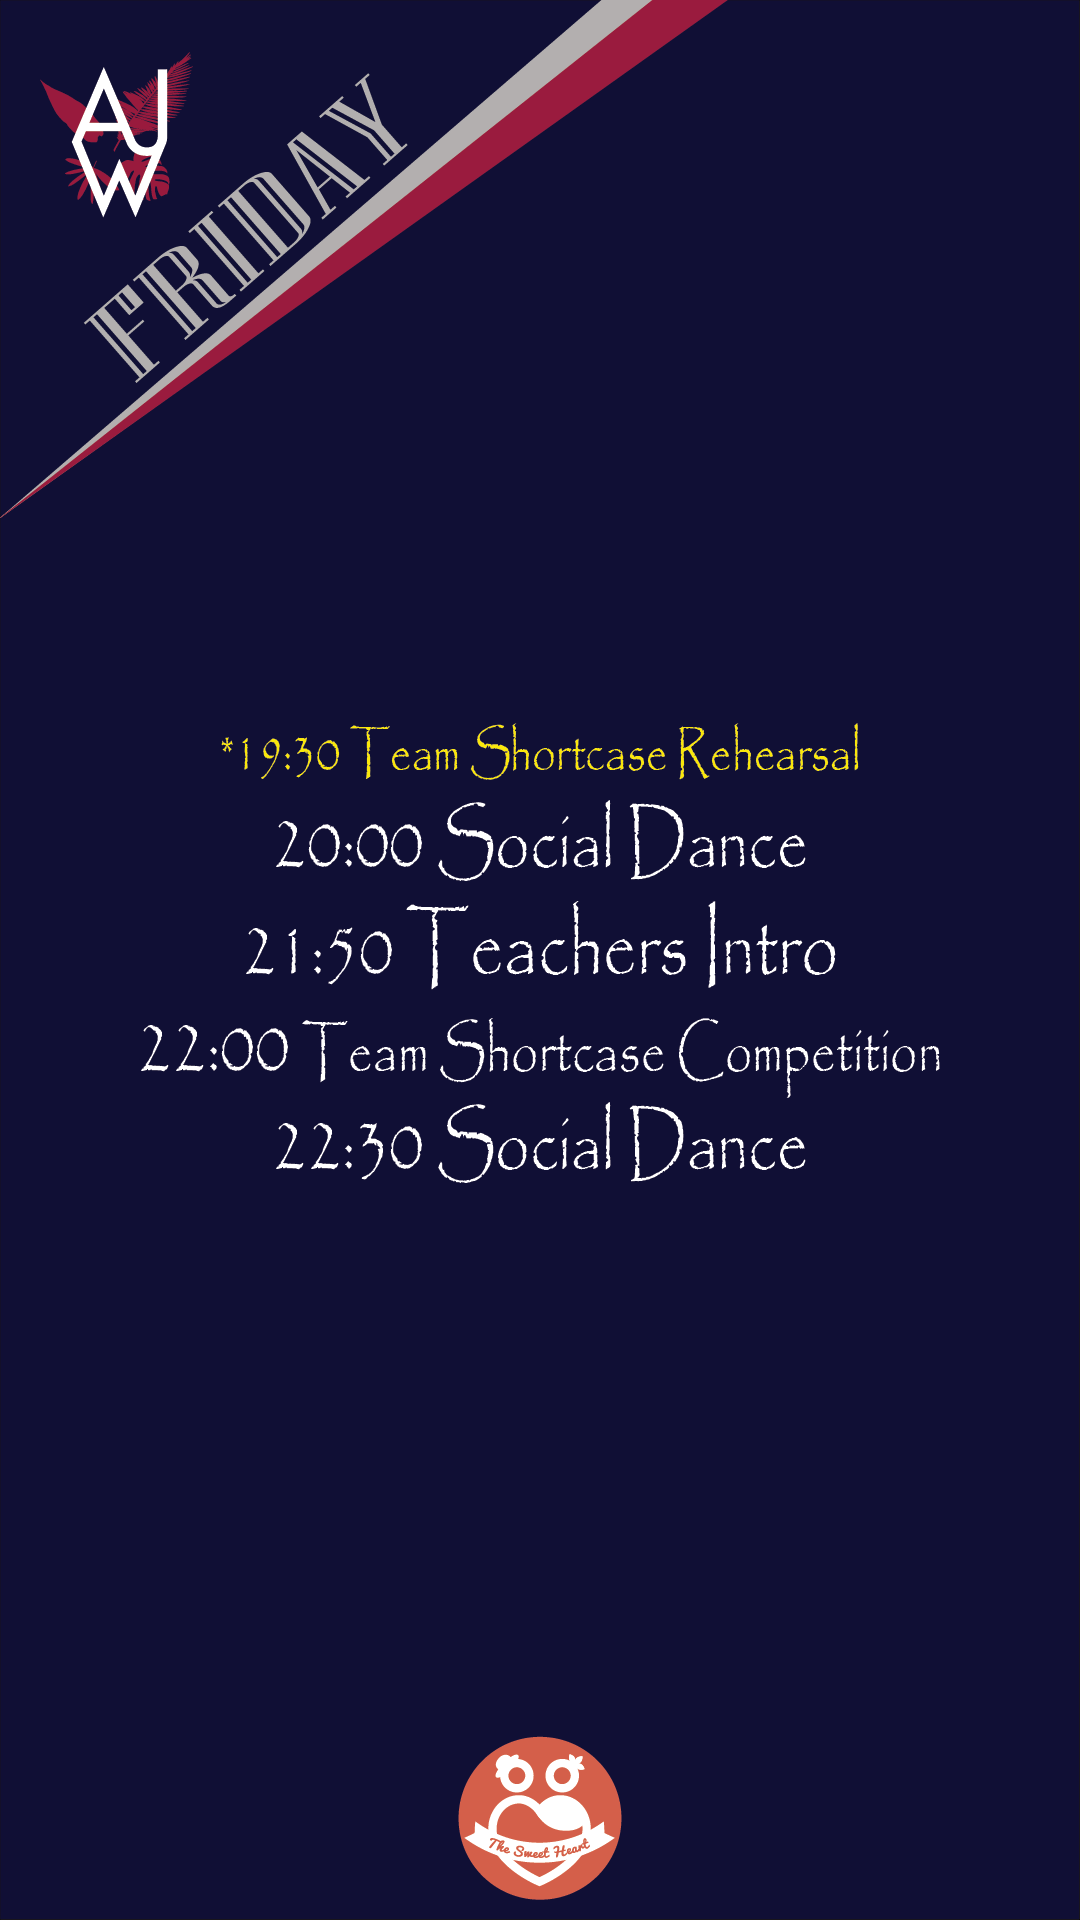 AJW
FRIDAY
*19:30 Team Shortcase Rehearsal
20:00 Social Dance
21:50 Teachers Intro
22:00 Team Shortcase Competition
22:30 Social Dance
The Sweet Heart